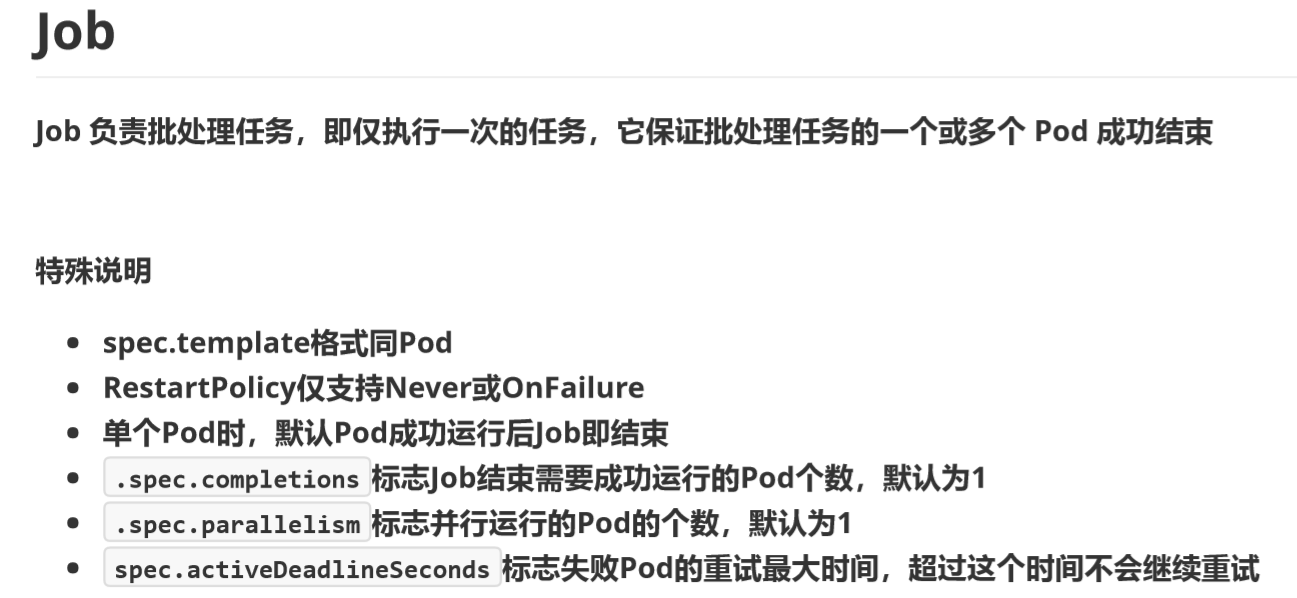 Job
Job 负责批处理任务，即仅执行一次的任务，它保证批处理任务的一个或多个 Pod 成功结束
特殊说明
spec.template格式同Pod
RestartPolicy仅支持Never或OnFailure
单个Pod时，默认Pod成功运行后Job即结束
.spec.completions 标志Job结束需要成功运行的Pod个数，默认为1
.spec.parallelism 标志并行运行的Pod的个数，默认为1
spec.activeDeadlineSeconds 标志失败Pod的重试最大时间，超过这个时间不会继续重试